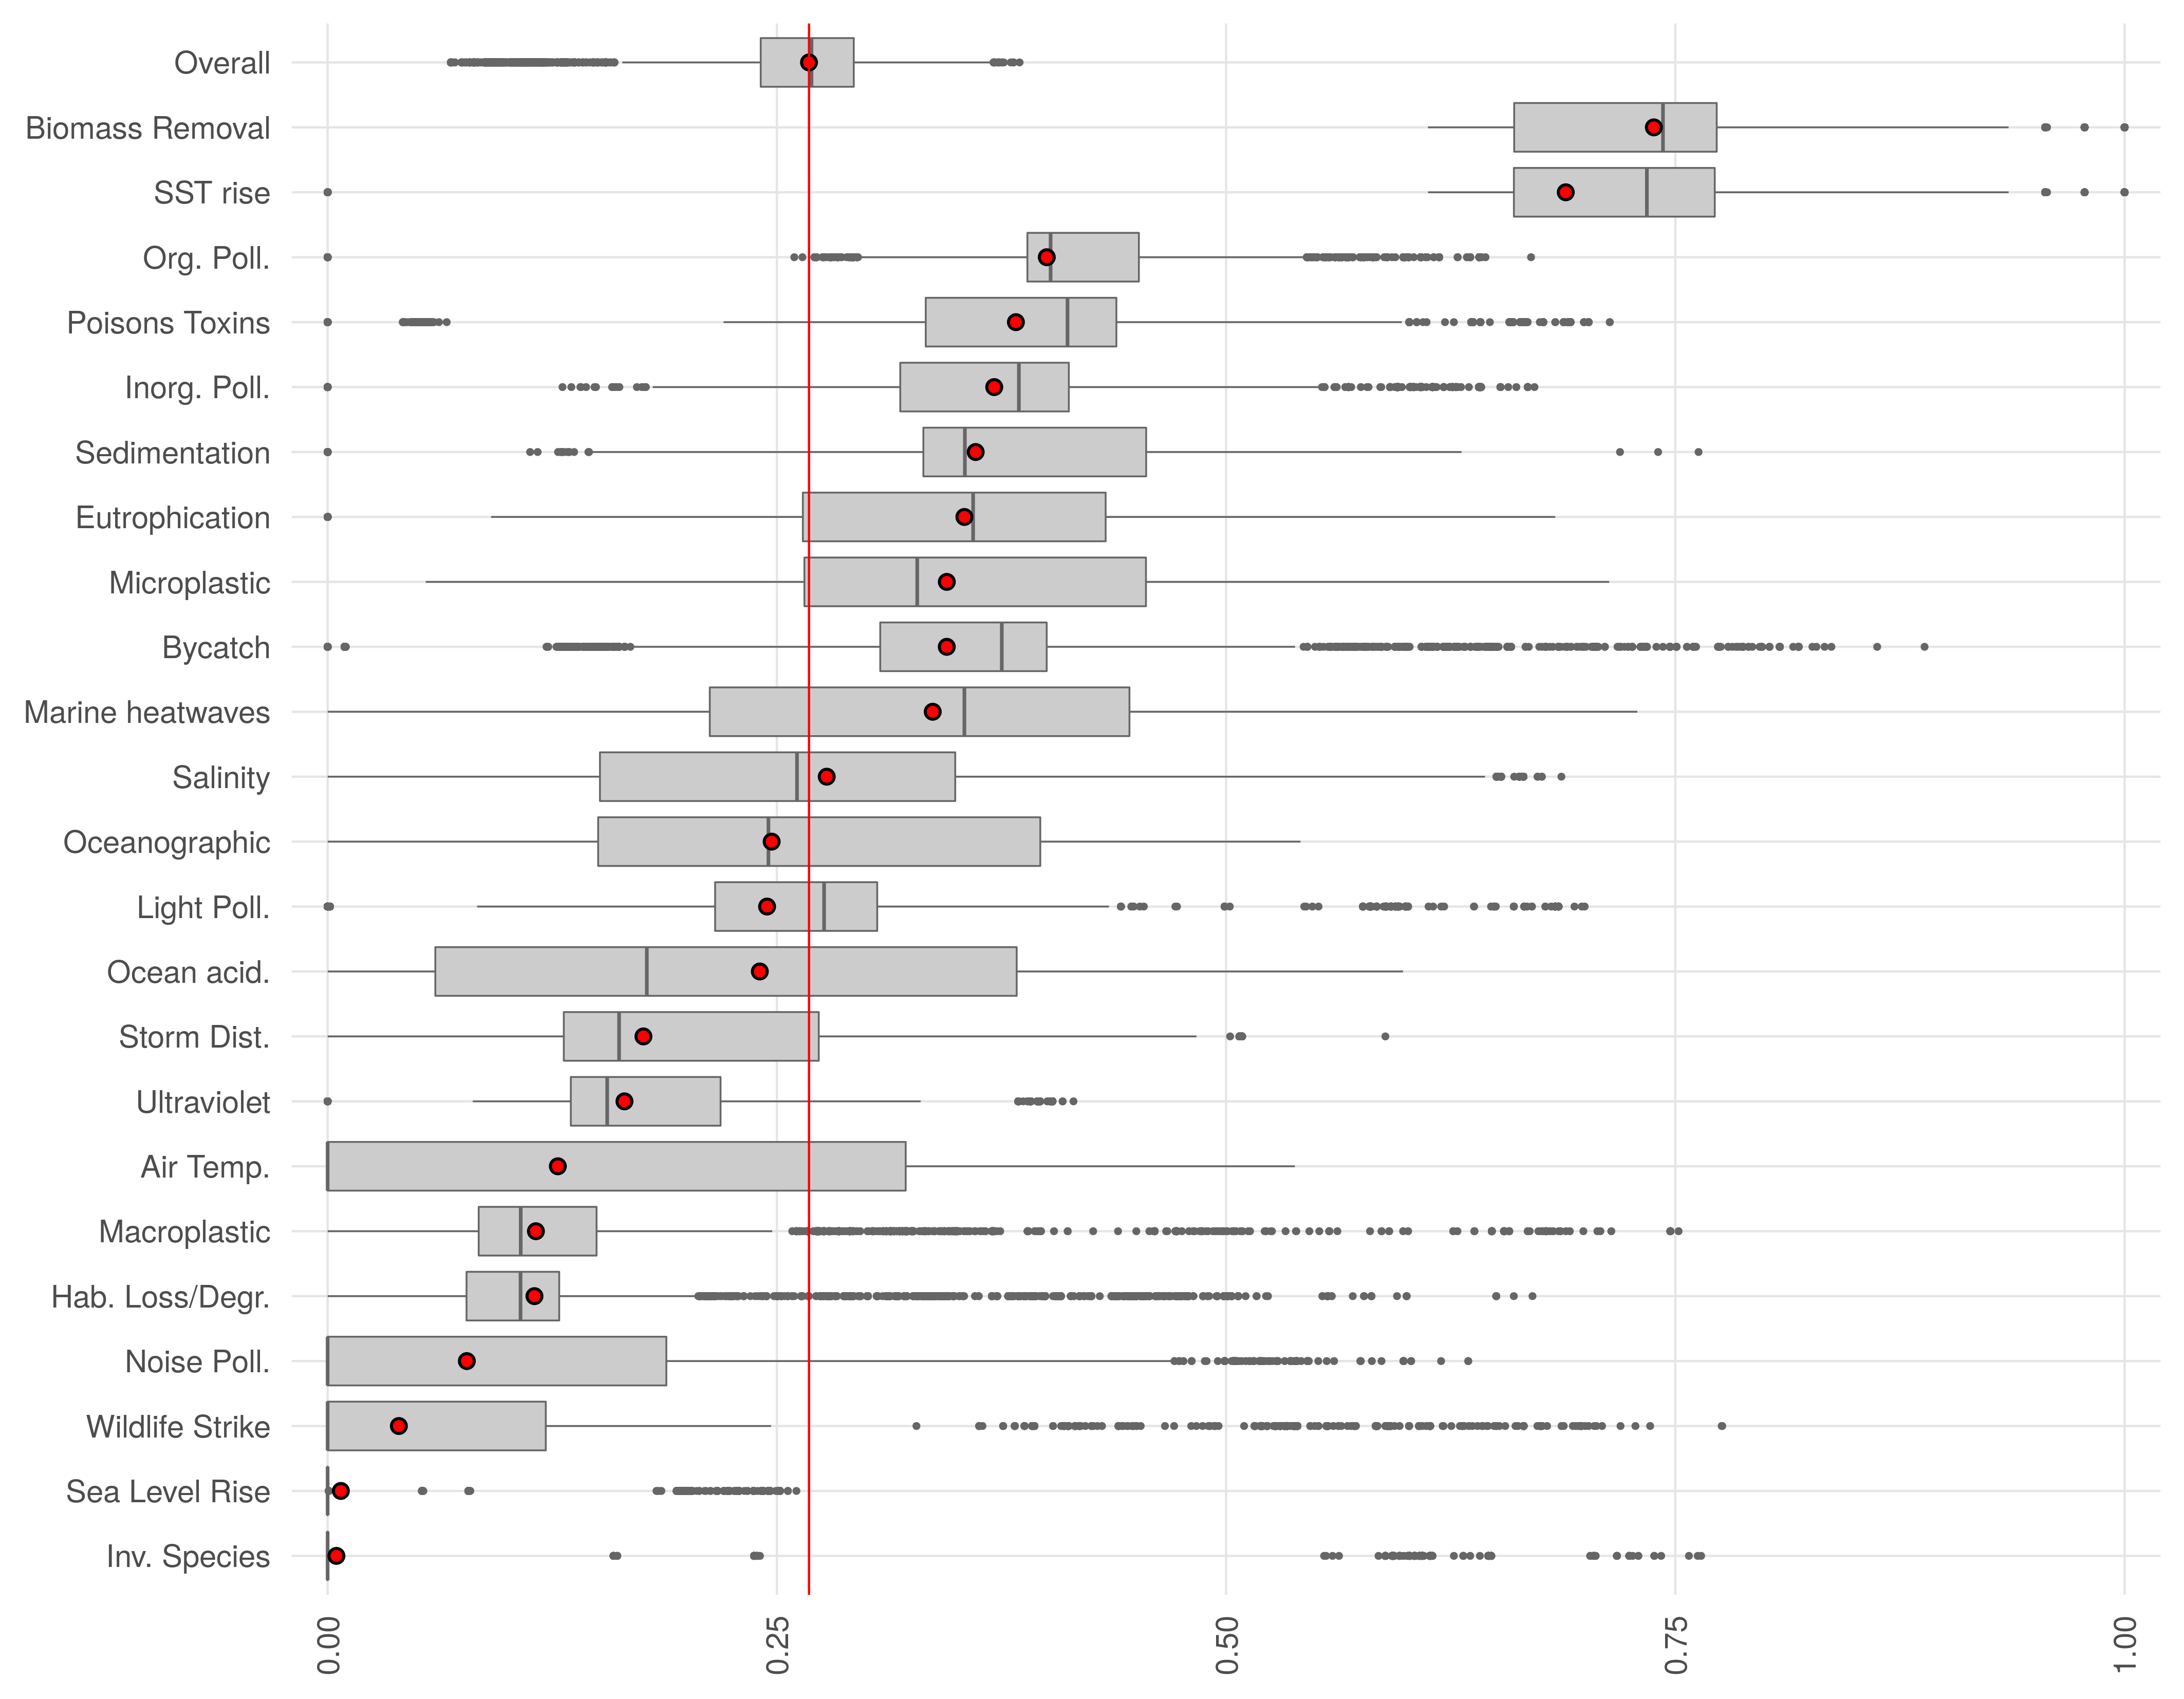 Overall
Biomass Removal
SST rise
Org. Poll.
Poisons Toxins
Inorg. Poll.
Sedimentation
Eutrophication
Microplastic
Bycatch
Marine heatwaves
Salinity
Oceanographic
Light Poll.
Ocean acid.
Storm Dist.
Ultraviolet
Air Temp.
Macroplastic
Hab. Loss/Degr.
Noise Poll.
Wildlife Strike
Sea Level Rise
Inv. Species
0.00
0.25
0.50
0.75
1.00